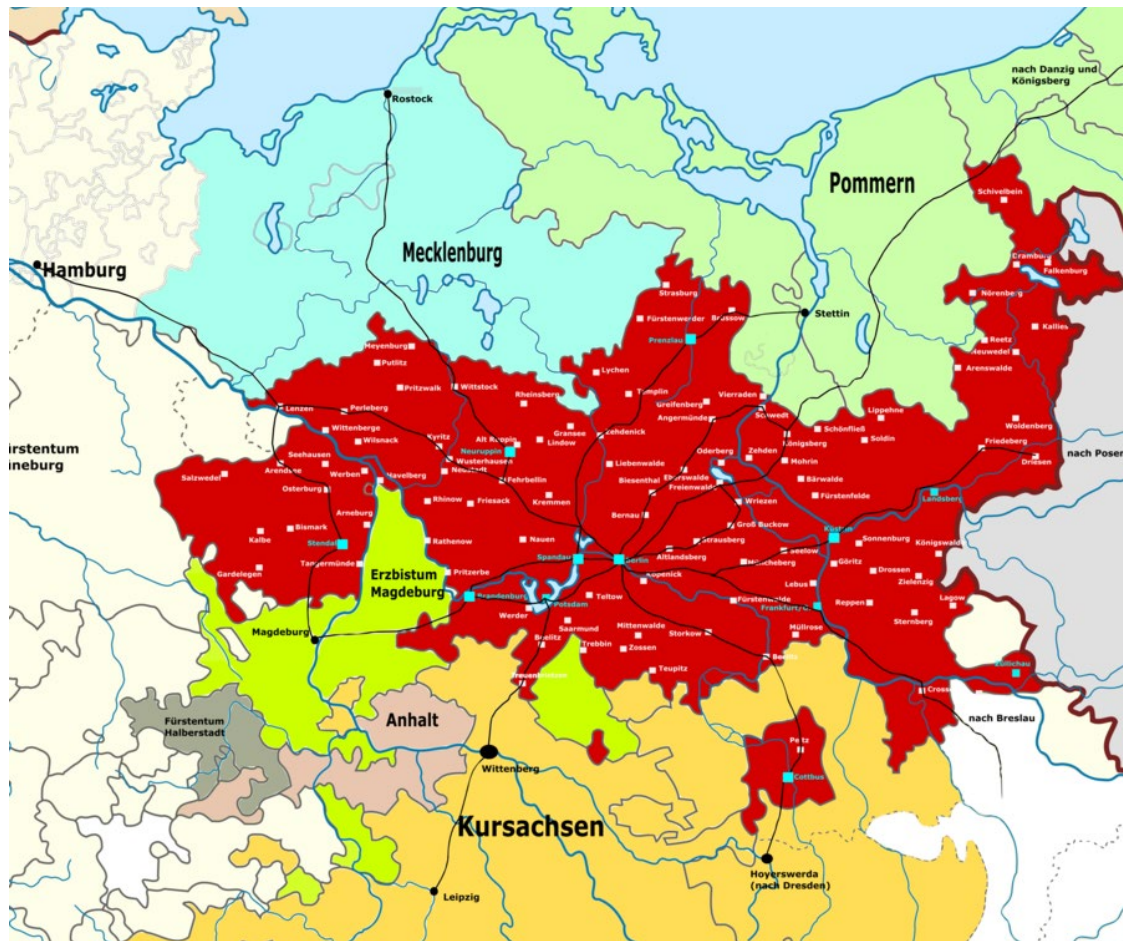 nach Danzig und
Königsberg
Rostock
Pommern
Schivelbein
Mecklenburg
Hamburg
Dramburg
Falkenburg
Strasburg
Nörenberg
Fürstenwerder
Brüssow
Stettin
Kallies
Prenzlau
Reetz
Meyenburg
Neuwedel
Putlitz
Lychen
Arenswalde
Pritzwalk
Wittstock
Rheinsberg
Templin
Greifenberg
Vierraden
Lenzen
Perleberg
Schwedt
Lippehne
Angermünde
Woldenberg
Wittenberge
Gransee
Zehdenick
Schönfließ
Wilsnack
Kyritz
Alt Ruppin
Lindow
Königsberg
Soldin
Friedeberg
Neuruppin
Seehausen
Wusterhausen
Zehden
Driesen
nach Posen
Arendsee
Liebenwalde
Oderberg
Mohrin
Salzwedel
Werben
Havelberg
Neustadt
Fehrbellin
Biesenthal
Eberswalde
Bärwalde
Freienwalde
Osterburg
Rhinow
Friesack
Kremmen
Fürstenfelde
Landsberg
Arneburg
Bernau
Wriezen
Bismark
Groß Buckow
Küstrin
Kalbe
Stendal
Rathenow
Nauen
Strausberg
Sonnenburg
Königswalde
Altlandsberg
Seelow
Spandau
Berlin
Tangermünde
Müncheberg
Göritz
Gardelegen
Erzbistum
Magdeburg
Pritzerbe
Köpenick
Drossen
Zielenzig
Lebus
Brandenburg
Potsdam
Teltow
Fürstenwalde
Reppen
Lagow
Werder
Frankfurt/O.
Saarmund
Mittenwalde
Müllrose
Sternberg
Magdeburg
Storkow
Beelitz
Trebbin
Zossen
Beeskow
Teupitz
Züllichau
Treuenbrietzen
Anhalt
Fürstentum
Halberstadt
nach Breslau
Peitz
Wittenberg
Cottbus
Kursachsen
Hoyerswerda
(nach Dresden)
Leipzig